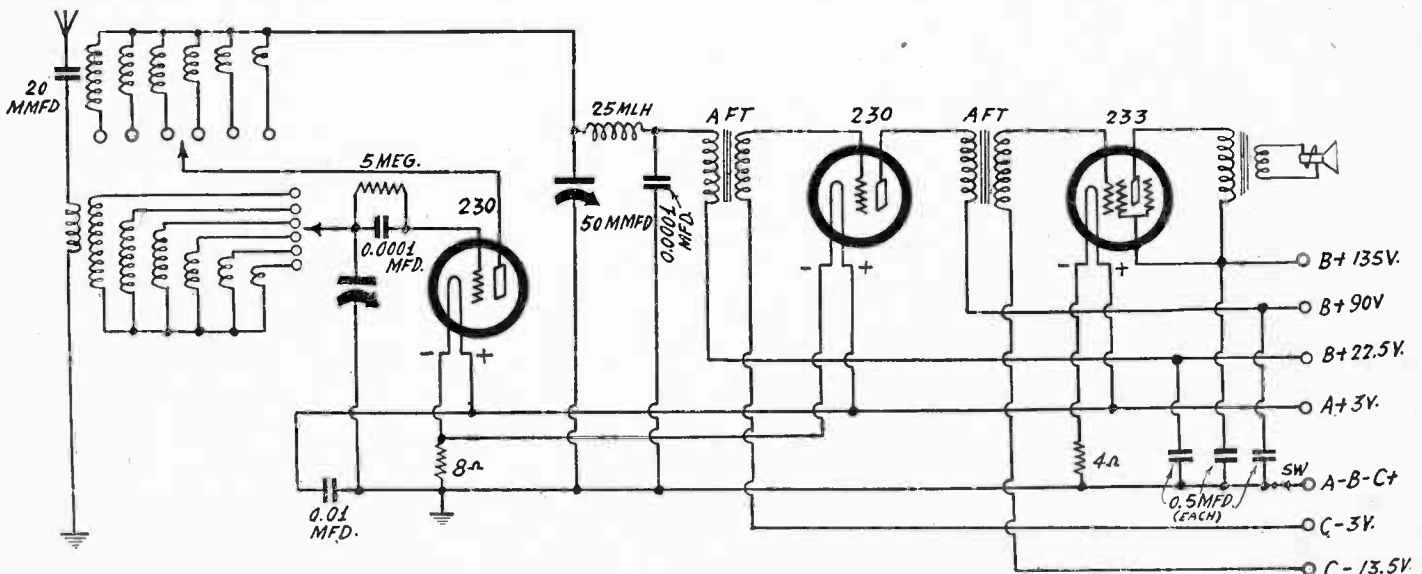 20
MMFD
5 MEG.
0.0001
MFD.
230
25 MLH
50 MMFD
0.0001
MFD.
AFT
230
AFT
233
-
+
-
+
-
+
8Ω
4Ω
0.01
MFD.
0.5 MFD.
(EACH)
SW
B+ 135V.
B+ 90V
B+ 22.5V.
A+ 3V.
A-B-C+
C-3V.
C-13.5V.